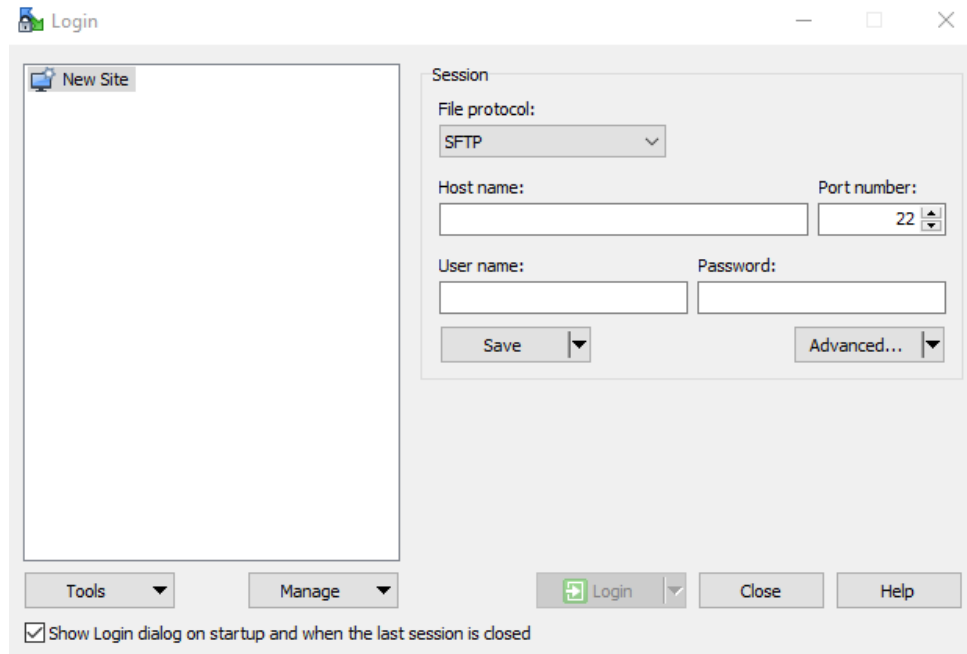 Login
New Site
Session
File protocol:
SFTP
Host name: Port number:
22
User name: Password:
Save Advanced...
Tools Manage Login Close Help
Show Login dialog on startup and when the last session is closed